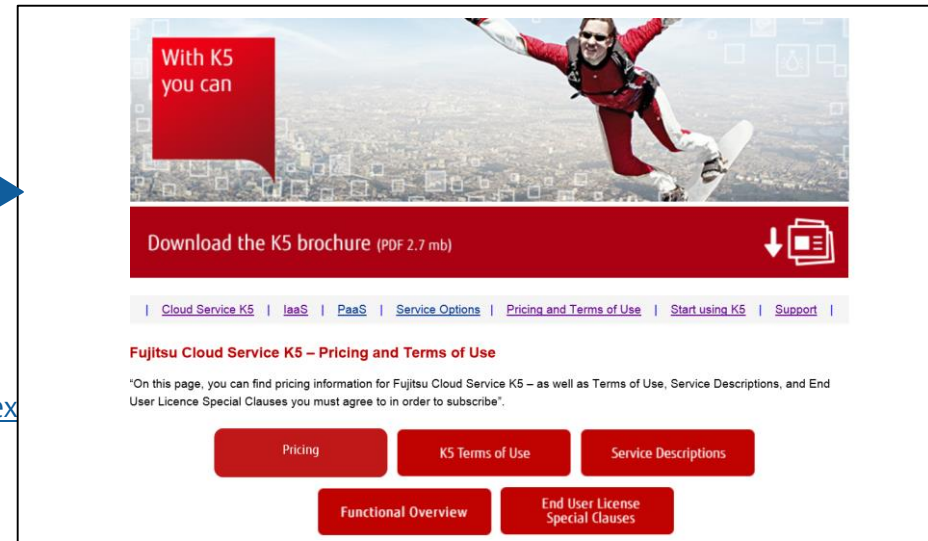 With K5
you can
Download the K5 brochure (PDF 2.7 mb)
| Cloud Service K5 | IaaS | PaaS | Service Options | Pricing and Terms of Use | Start using K5 | Support |
Fujitsu Cloud Service K5 – Pricing and Terms of Use
"On this page, you can find pricing information for Fujitsu Cloud Service K5 – as well as Terms of Use, Service Descriptions, and End
User Licence Special Clauses you must agree to in order to subscribe".
ex
Pricing
K5 Terms of Use
Service Descriptions
Functional Overview
End User License
Special Clauses